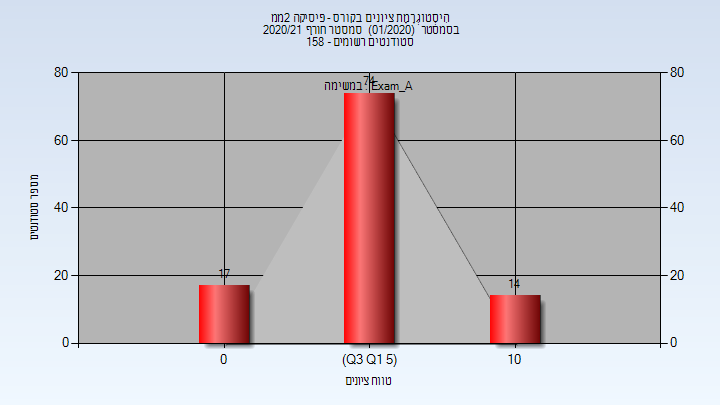 היסטוגרמת ציונים בקורס - פיסיקה 2ממ
בסמסטר (01/2020) סמסטר חורף 2020/21
סטודנטים רשומים - 158
במשימה: Exam_A
מספר סטודנטים
80
60
40
20
0
80
60
40
20
0
17
74
14
0
(Q3 Q1 5)
10
טווח ציונים